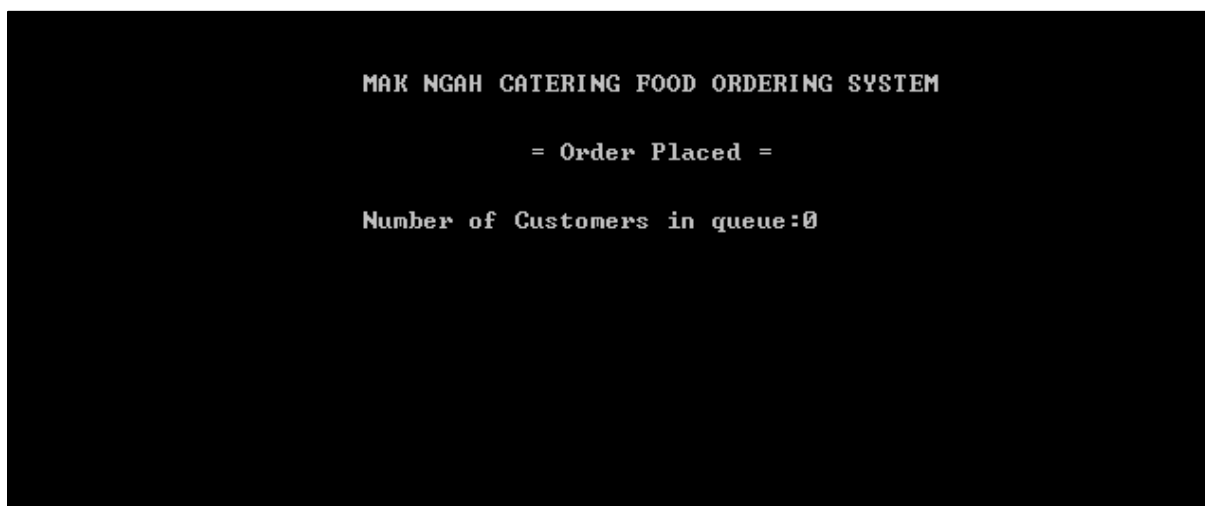 MAK NGAH CATERING FOOD ORDERING SYSTEM
= Order Placed =
Number of Customers in queue:0